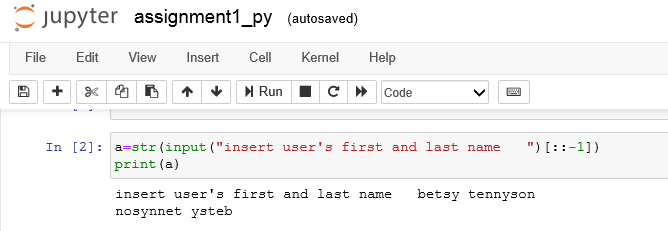 jupyter assignment1_py (autosaved)
File Edit View Insert Cell Kernel Help
Run Code
In [2]: a=str(input("insert user's first and last name   ")[::-1])
print(a)
insert user's first and last name   betsy tennyson
nosynnet ysteb